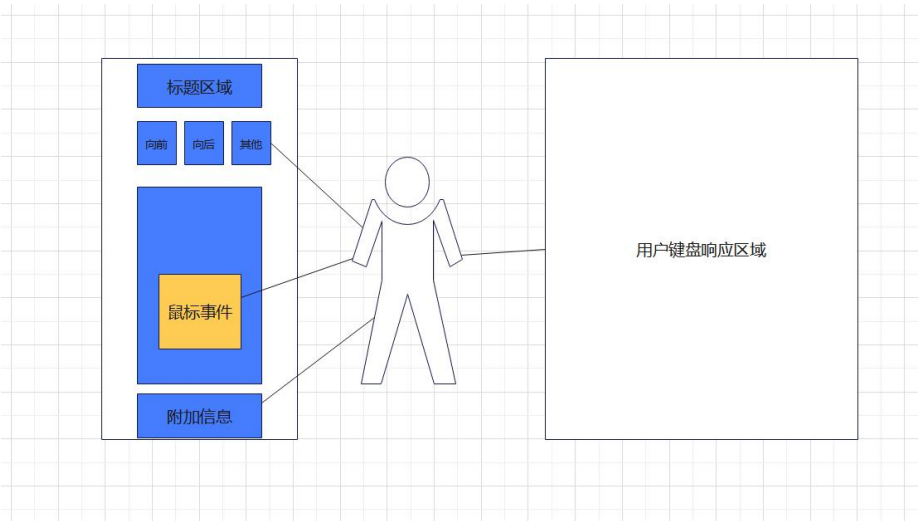 标题区域
向前
向后
其他
鼠标事件
附加信息
用户键盘响应区域